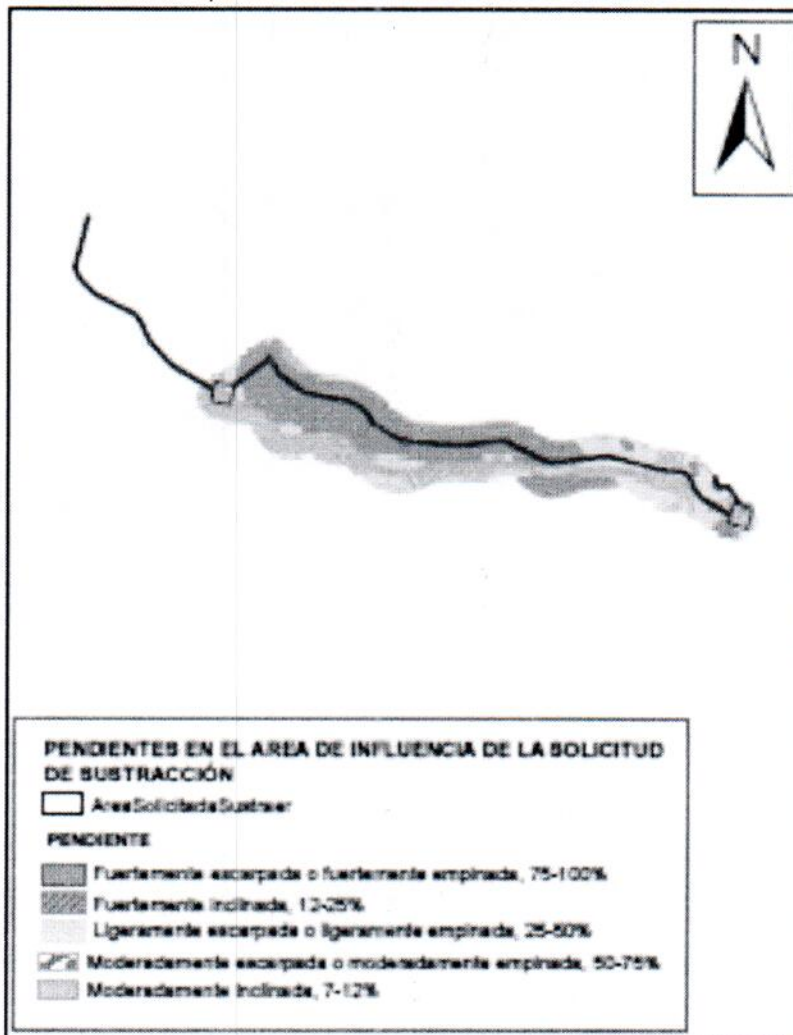 N
PENDIENTES EN EL AREA DE INFLUENCIA DE LA SOLICITUD
DE SUSTRACCIÓN
AreaSolicitadaSustraer
PENDIENTE
Fuertemente escarpada o fuertemente empinada, 75-100%
Fuertemente inclinada, 12-25%
Ligeramente escarpada o ligeramente empinada, 25-50%
Moderadamente escarpada o moderadamente empinada, 50-75%
Moderadamente inclinada, 7-12%